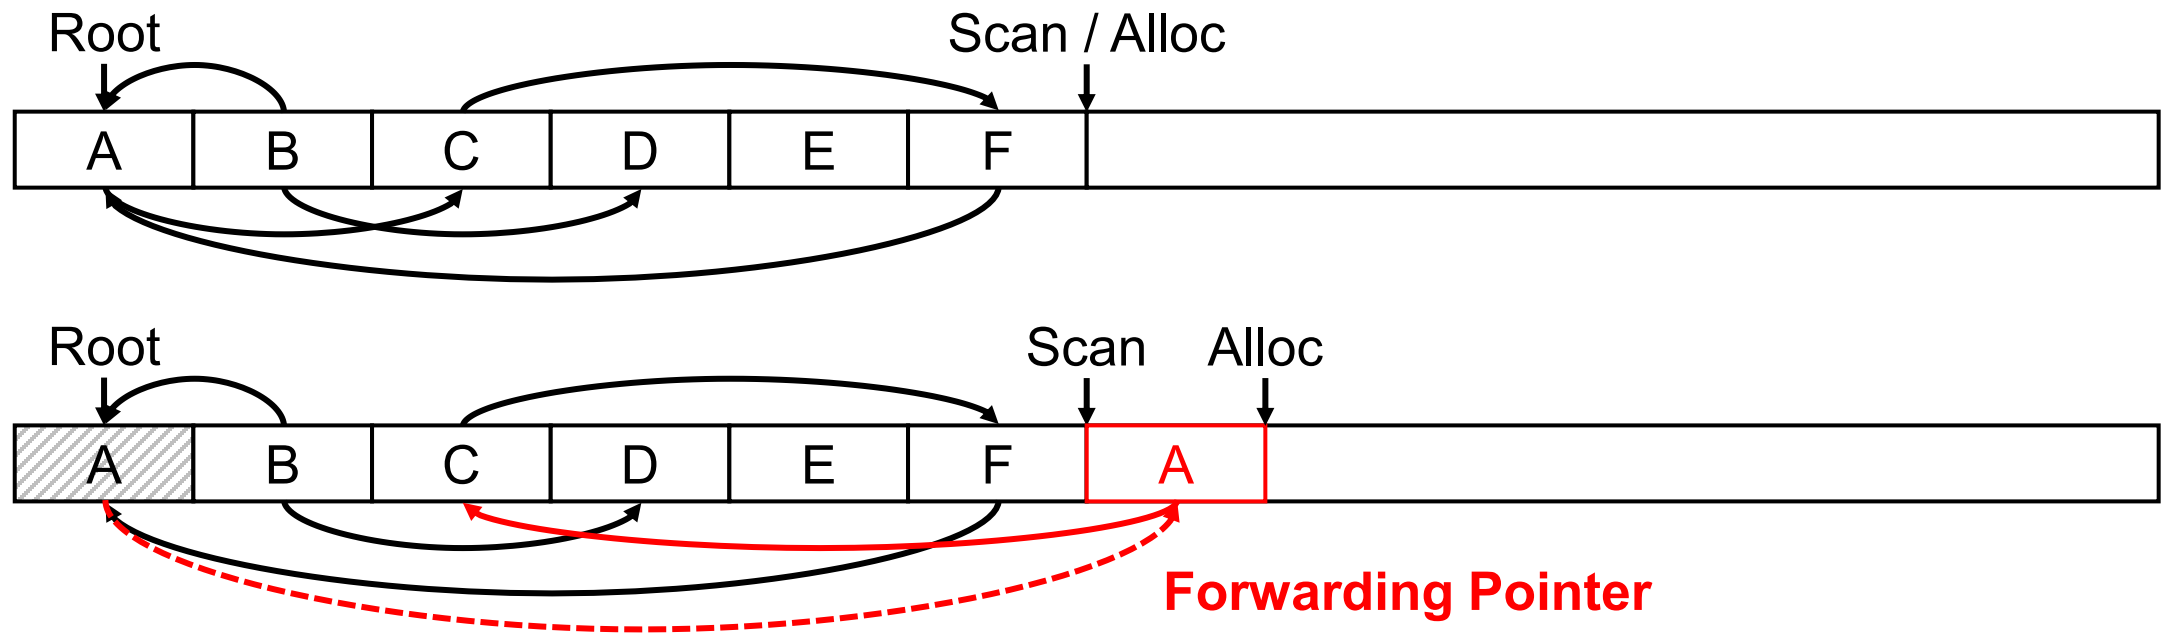 Root Scan / Alloc
A B C D E F
Root Scan Alloc
A B C D E F A
Forwarding Pointer